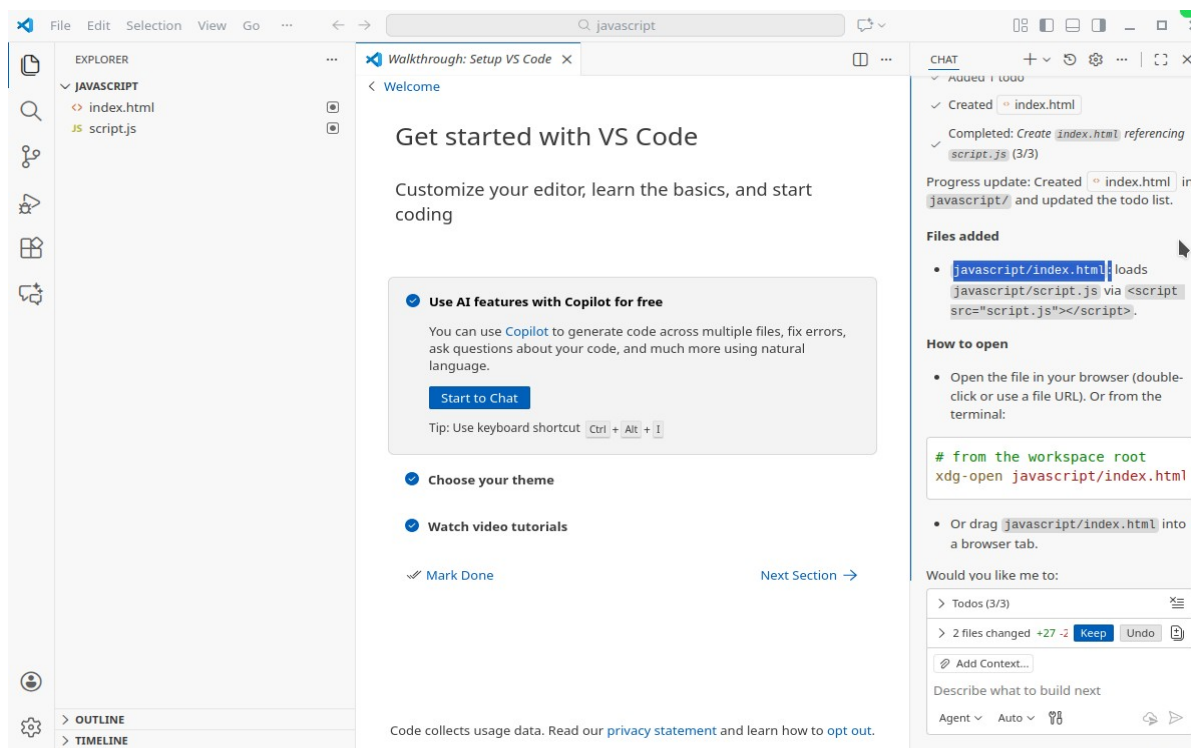 File Edit Selection View Go ···
javascript
EXPLORER
JAVASCRIPT
index.html
JS script.js
OUTLINE
TIMELINE
Walkthrough: Setup VS Code
Welcome
Get started with VS Code
Customize your editor, learn the basics, and start
coding
Use AI features with Copilot for free
You can use Copilot to generate code across multiple files, fix errors,
ask questions about your code, and much more using natural
language.
Start to Chat
Tip: Use keyboard shortcut Ctrl + Alt + I
Choose your theme
Watch video tutorials
Mark Done
Next Section
Code collects usage data. Read our privacy statement and learn how to opt out.
CHAT
Added 1 todo
Created index.html
Completed: Create index.html referencing
script.js (3/3)
Progress update: Created index.html in
javascript/ and updated the todo list.
Files added
• javascript/index.html: loads
javascript/script.js via <script
src="script.js"></script>.
How to open
• Open the file in your browser (double-
click or use a file URL). Or from the
terminal:
# from the workspace root
xdg-open javascript/index.html
• Or drag javascript/index.html into
a browser tab.
Would you like me to:
Todos (3/3)
2 files changed +27 -2 Keep Undo
Add Context...
Describe what to build next
Agent Auto